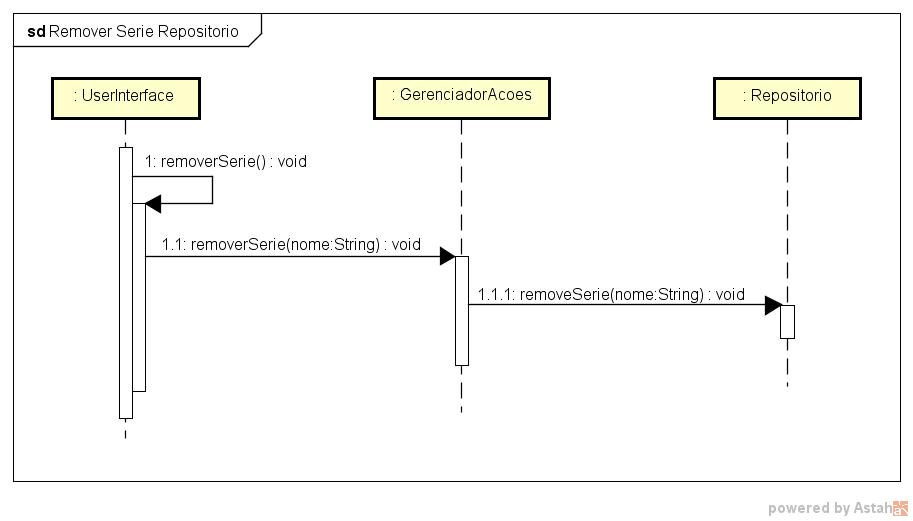 sd Remover Serie Repositorio
: UserInterface
: GerenciadorAcoes
: Repositorio
1: removerSerie() : void
1.1: removerSerie(nome:String) : void
1.1.1: removeSerie(nome:String) : void
powered by Astah